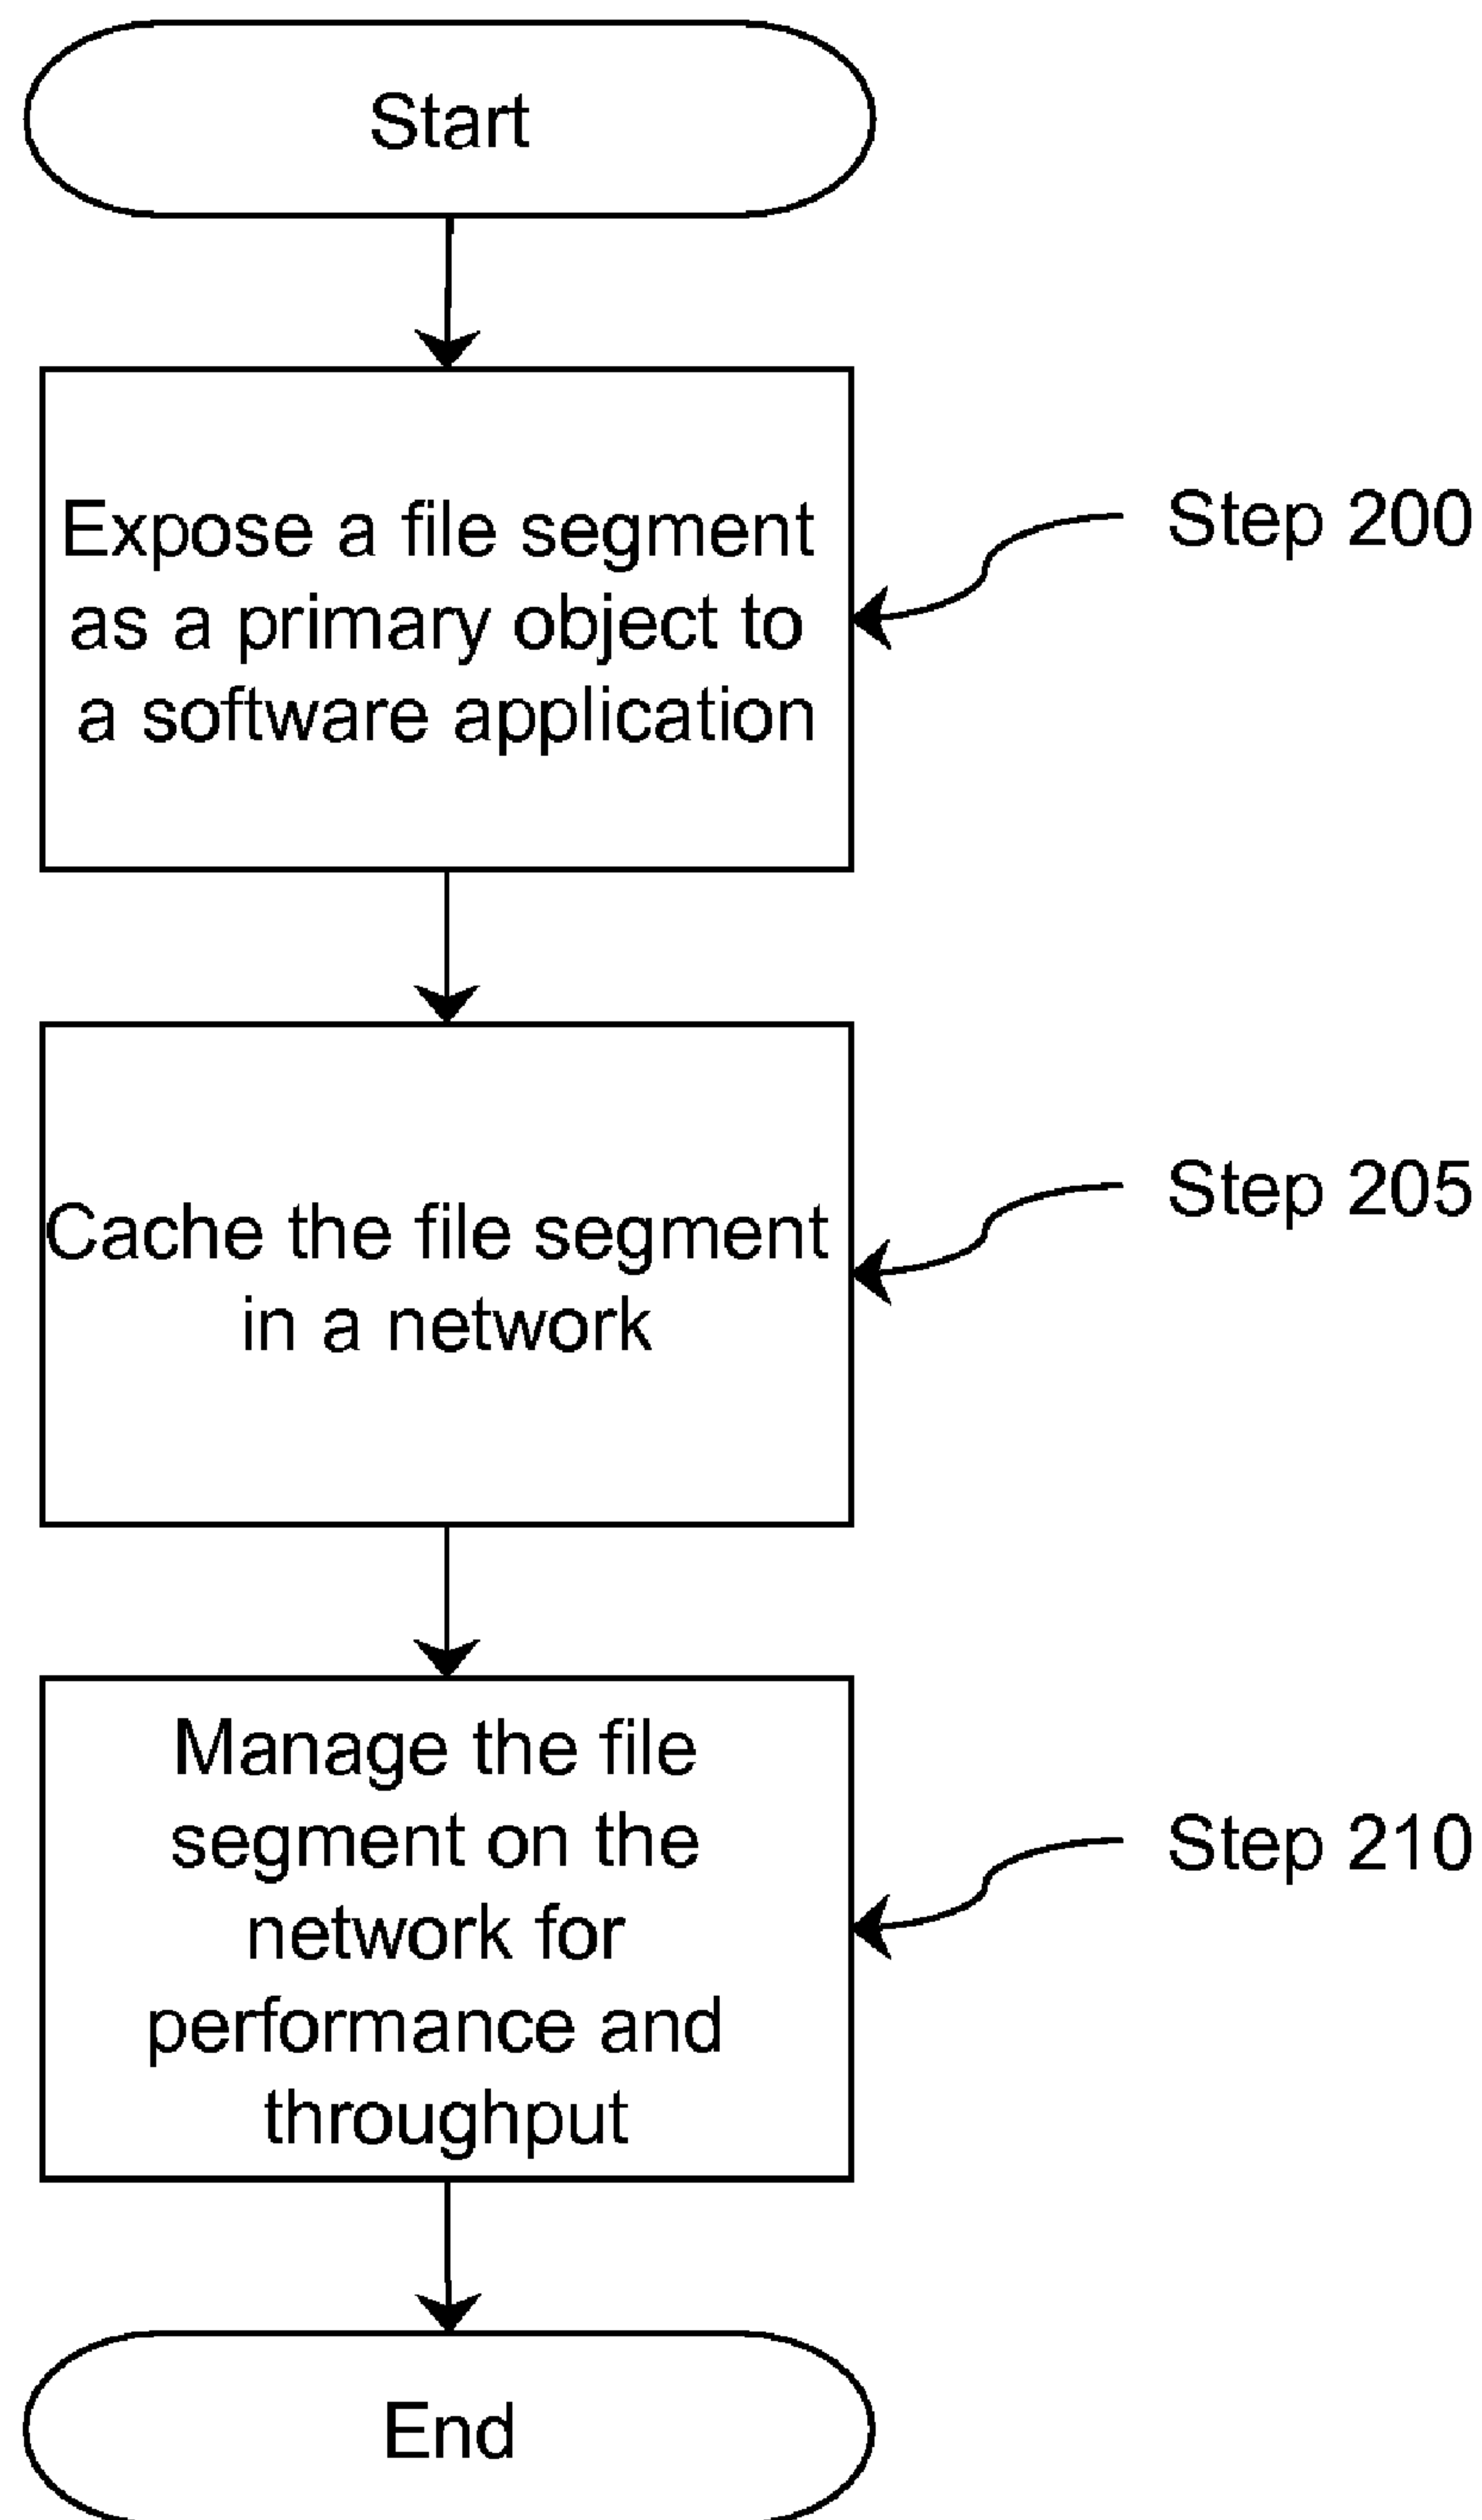 Start
Expose a file segment
as a primary object to
a software application
Step 200
Cache the file segment
in a network
Step 205
Manage the file
segment on the
network for
performance and
throughput
Step 210
End